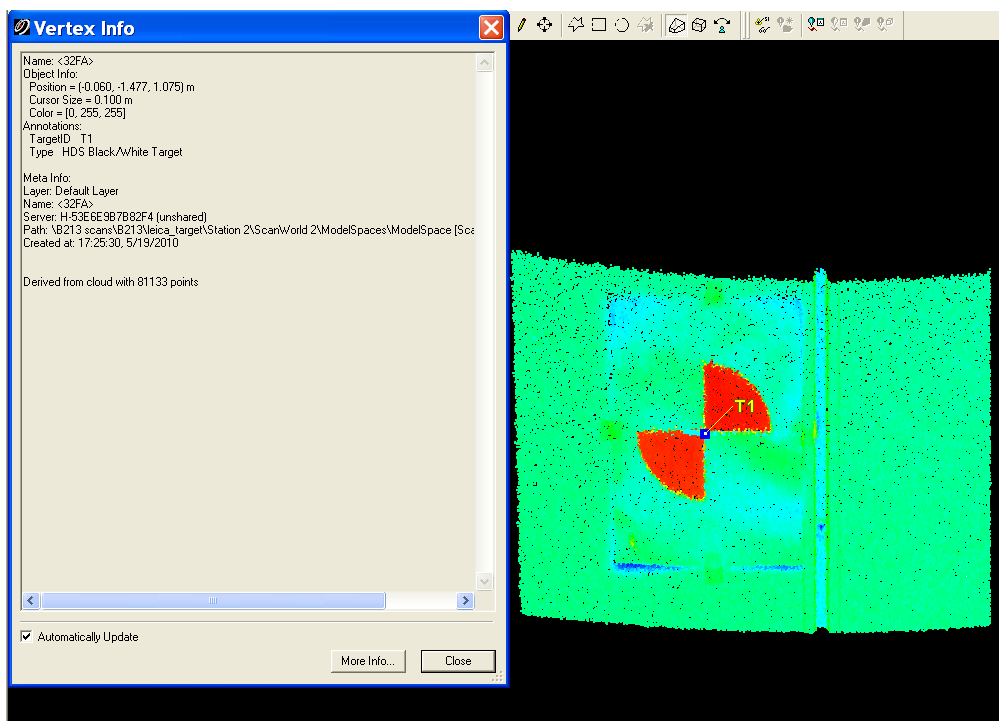 Vertex Info
Name: <32FA>
Object Info:
Position = (-0.060, -1.477, 1.075) m
Cursor Size = 0.100 m
Color = [0, 255, 255]
Annotations:
TargetID T1
Type HDS Black/White Target
Meta Info:
Layer: Default Layer
Name: <32FA>
Server: H-53E6E9B7B82F4 (unshared)
Path: \B213 scans\B213\leica_target\Station 2\ScanWorld 2\ModelSpaces\ModelSpace [Sca
Created at: 17:25:30, 5/19/2010
Derived from cloud with 81133 points
T1
Automatically Update
More Info...
Close